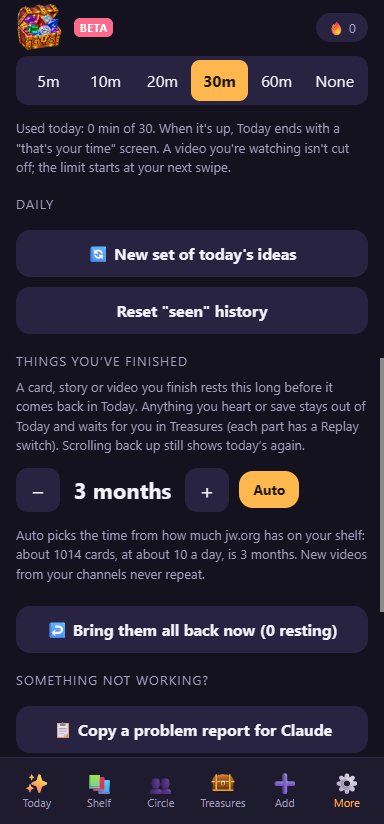 BETA
0
5m 10m 20m 30m 60m None
Used today: 0 min of 30. When it's up, Today ends with a
"that's your time" screen. A video you're watching isn't cut
off; the limit starts at your next swipe.
DAILY
New set of today's ideas
Reset "seen" history
THINGS YOU'VE FINISHED
A card, story or video you finish rests this long before it
comes back in Today. Anything you heart or save stays out of
Today and waits for you in Treasures (each part has a Replay
switch). Scrolling back up still shows today's again.
– 3 months + Auto
Auto picks the time from how much jw.org has on your shelf:
about 1014 cards, at about 10 a day, is 3 months. New videos
from your channels never repeat.
Bring them all back now (0 resting)
SOMETHING NOT WORKING?
Copy a problem report for Claude
Today Shelf Circle Treasures Add More